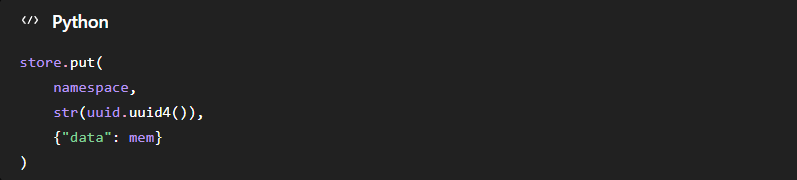 </> Python
store.put(
    namespace,
    str(uuid.uuid4()),
    {"data": mem}
)